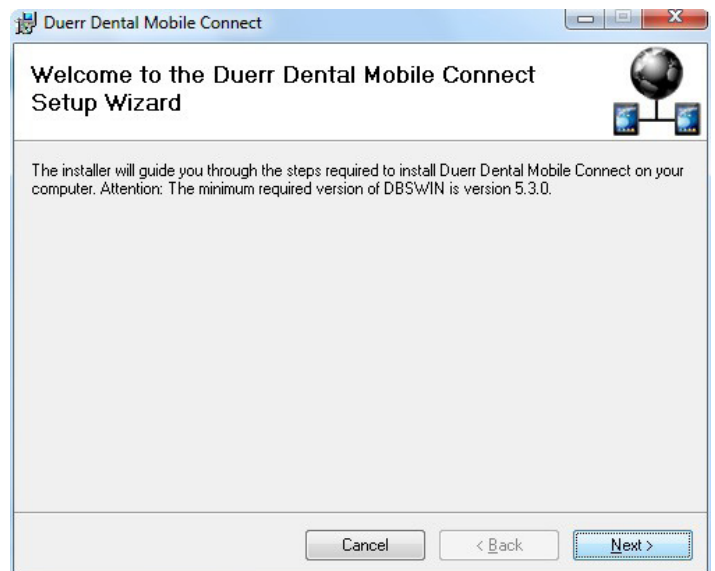 Duerr Dental Mobile Connect
Welcome to the Duerr Dental Mobile Connect
Setup Wizard
The installer will guide you through the steps required to install Duerr Dental Mobile Connect on your
computer. Attention: The minimum required version of DBSWIN is version 5.3.0.
Cancel
< Back
Next >